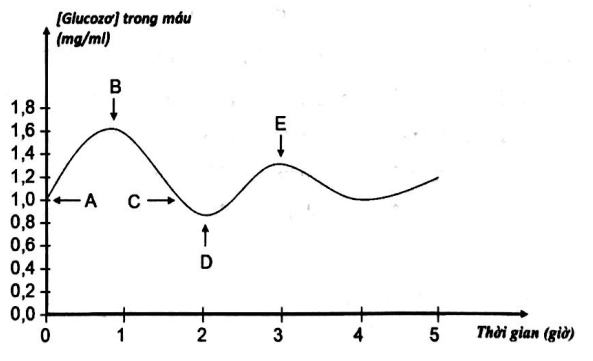 [Glucozơ] trong máu
(mg/ml)
B
E
1,8
1,6
1,4
1,2
1,0
A
C
0,8
0,6
D
0,4
0,2
0,0
0
1
2
3
4
5
Thời gian (giờ)